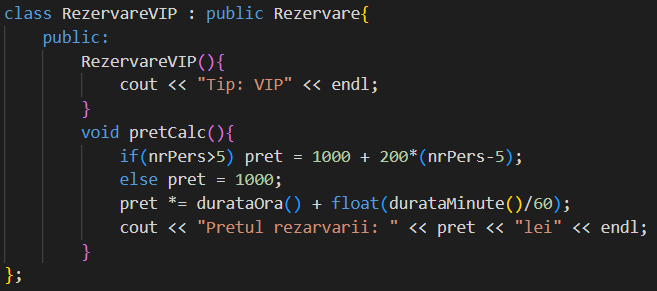 class RezervareVIP : public Rezervare{
    public:
        RezervareVIP(){
            cout << "Tip: VIP" << endl;
        }
        void pretCalc(){
            if(nrPers>5) pret = 1000 + 200*(nrPers-5);
            else pret = 1000;
            pret *= durataOra() + float(durataMinute()/60);
            cout << "Pretul rezarvarii: " << pret << "lei" << endl;
        }
};